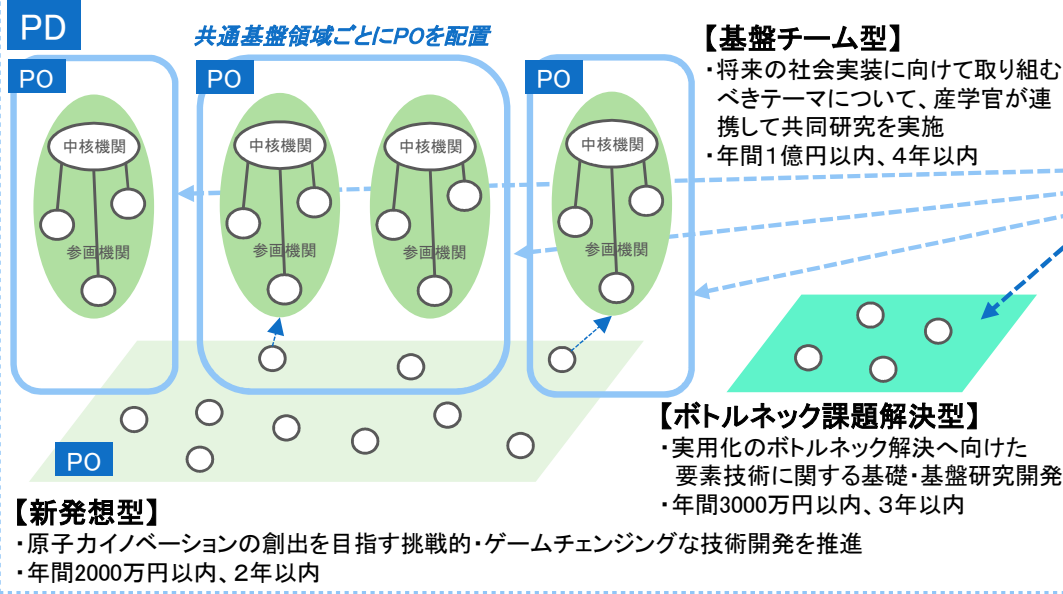 PD
共通基盤領域ごとにPOを配置
PO
PO
PO
中核機関
中核機関
中核機関
中核機関
参画機関
参画機関
参画機関
参画機関
【基盤チーム型】
・将来の社会実装に向けて取り組む
べきテーマについて、産学官が連
携して共同研究を実施
・年間1億円以内、4年以内
【ボトルネック課題解決型】
・実用化のボトルネック解決へ向けた
要素技術に関する基礎・基盤研究開発
・年間3000万円以内、3年以内
PO
【新発想型】
・原子力イノベーションの創出を目指す挑戦的・ゲームチェンジングな技術開発を推進
・年間2000万円以内、2年以内